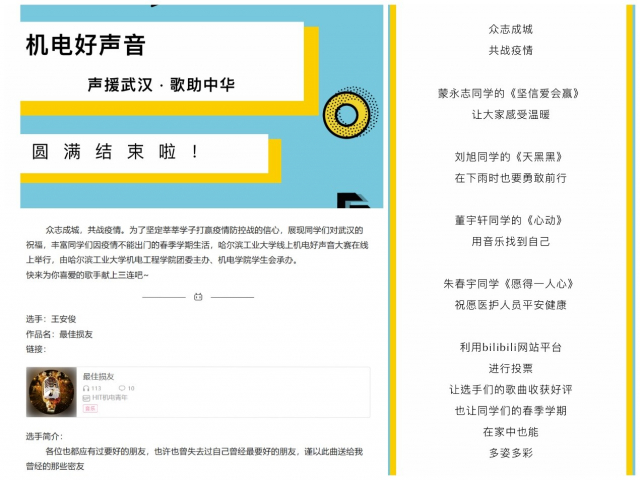 机电好声音
声援武汉·歌助中华
圆满结束啦！
众志成城，共战疫情。为了坚定莘莘学子打赢疫情防控战的信心，展现同学们对武汉的
祝福，丰富同学们因疫情不能出门的春季学期生活，哈尔滨工业大学线上机电好声音大赛在线
上举行，由哈尔滨工业大学机电工程学院团委主办、机电学院学生会承办。
快来为你喜爱的歌手献上三连吧~
选手：王安俊
作品名：最佳损友
链接：
最佳损友
113 10
HIT机电青年
音乐
选手简介：
各位也都应有过要好的朋友，也许也曾失去过自己曾经最要好的朋友，谨以此曲送给我
曾经的那些密友
众志成城
共战疫情
蒙永志同学的《坚信爱会赢》
让大家感受温暖
刘旭同学的《天黑黑》
在下雨时也要勇敢前行
董宇轩同学的《心动》
用音乐找到自己
朱春宇同学《愿得一人心》
祝愿医护人员平安健康
利用bilibili网站平台
进行投票
让选手们的歌曲收获好评
也让同学们的春季学期
在家中也能
多姿多彩